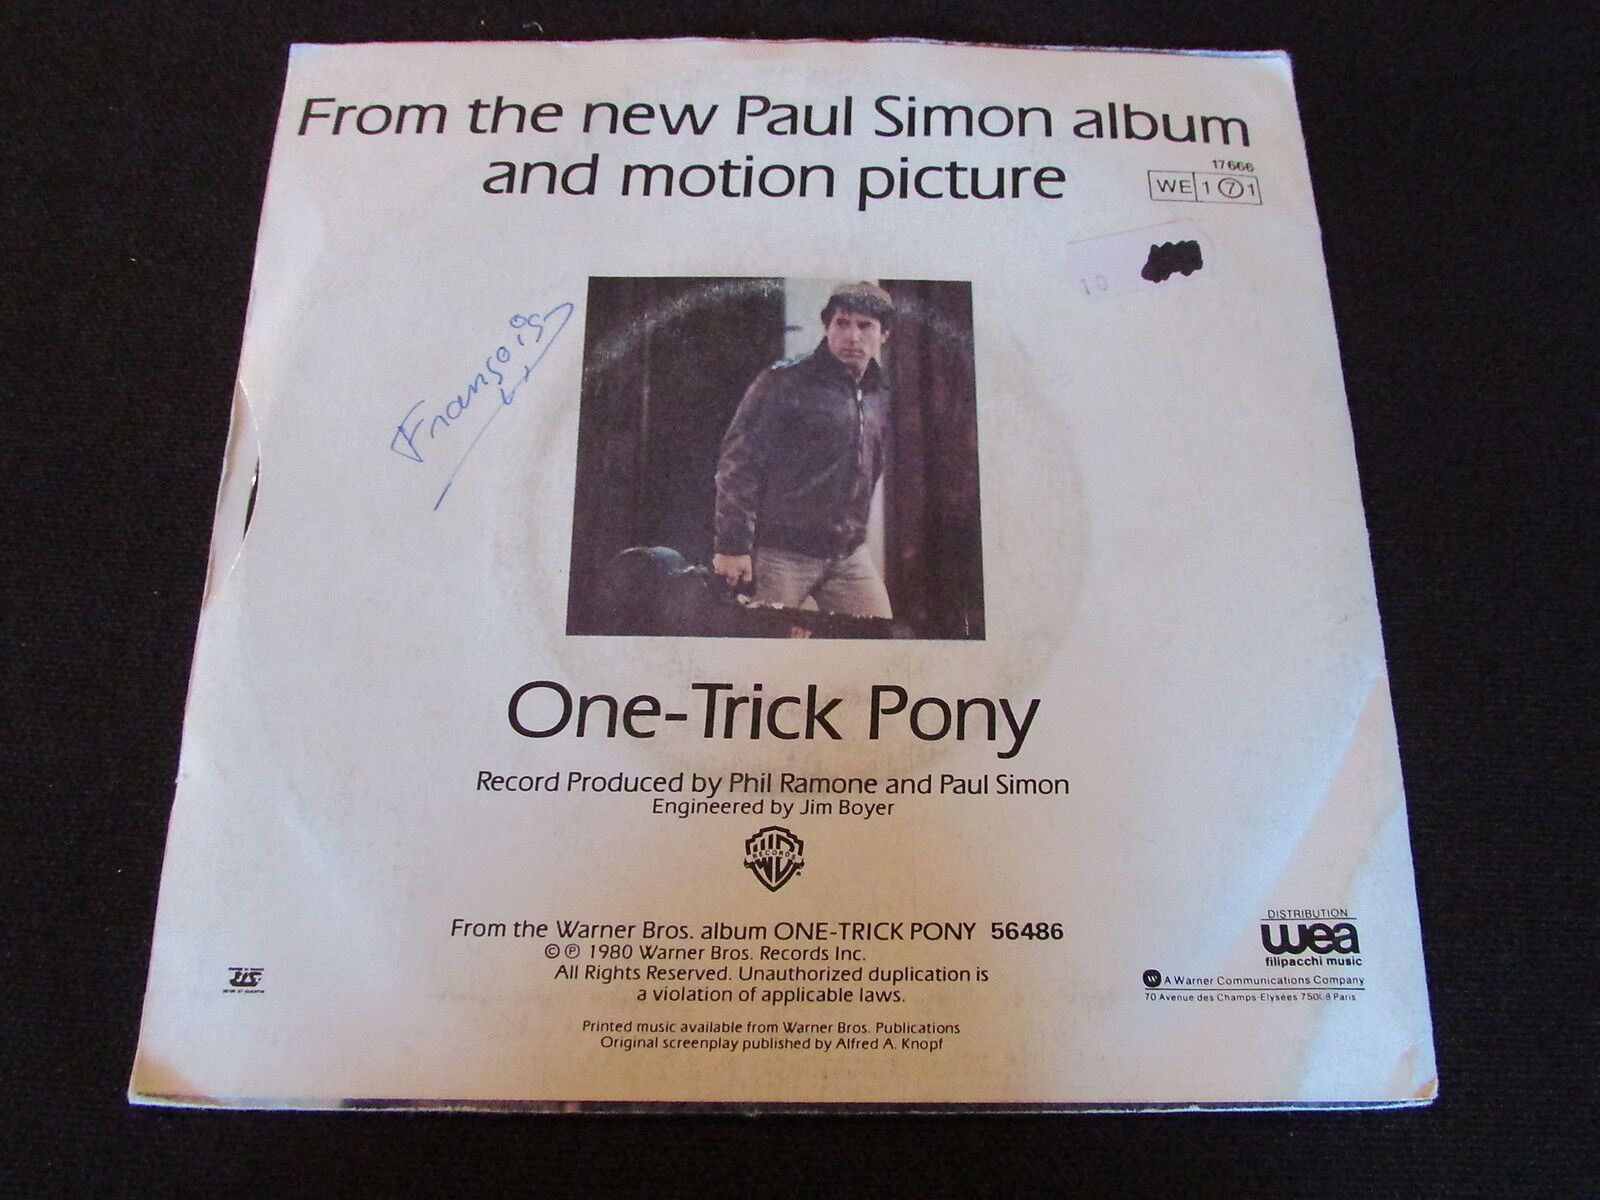 From the new Paul Simon album
and motion picture
17666
WE 1 7 1
10
François
One-Trick Pony
Record Produced by Phil Ramone and Paul Simon
Engineered by Jim Boyer
RECORDS
From the Warner Bros. album ONE-TRICK PONY 56486
© ℗ 1980 Warner Bros. Records Inc.
All Rights Reserved. Unauthorized duplication is
a violation of applicable laws.
Printed music available from Warner Bros. Publications
Original screenplay published by Alfred A. Knopf
DISTRIBUTION
wea
filipacchi music
A Warner Communications Company
70 Avenue des Champs-Elysées 75008 Paris